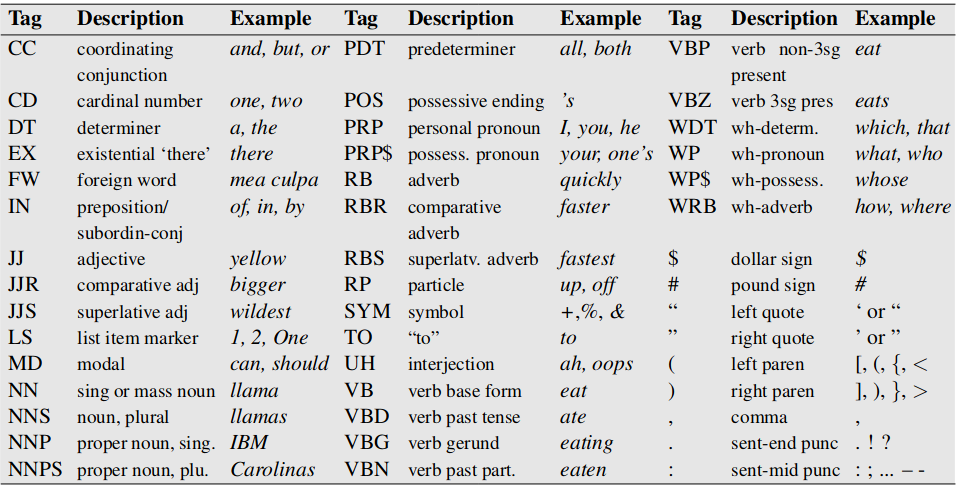 Tag Description Example Tag Description Example Tag Description Example
CC coordinating and, but, or PDT predeterminer all, both VBP verb non-3sg eat
conjunction present
CD cardinal number one, two POS possessive ending ’s VBZ verb 3sg pres eats
DT determiner a, the PRP personal pronoun I, you, he WDT wh-determ. which, that
EX existential ‘there’ there PRP$ possess. pronoun your, one’s WP wh-pronoun what, who
FW foreign word mea culpa RB adverb quickly WP$ wh-possess. whose
IN preposition/ of, in, by RBR comparative faster WRB wh-adverb how, where
subordin-conj adverb
JJ adjective yellow RBS superlatv. adverb fastest $ dollar sign $
JJR comparative adj bigger RP particle up, off # pound sign #
JJS superlative adj wildest SYM symbol +,%, & “ left quote ‘ or “
LS list item marker 1, 2, One TO “to” to ” right quote ’ or ”
MD modal can, should UH interjection ah, oops ( left paren [, (, {, <
NN sing or mass noun llama VB verb base form eat ) right paren ], ), }, >
NNS noun, plural llamas VBD verb past tense ate , comma ,
NNP proper noun, sing. IBM VBG verb gerund eating . sent-end punc . ! ?
NNPS proper noun, plu. Carolinas VBN verb past part. eaten : sent-mid punc : ; ... – -